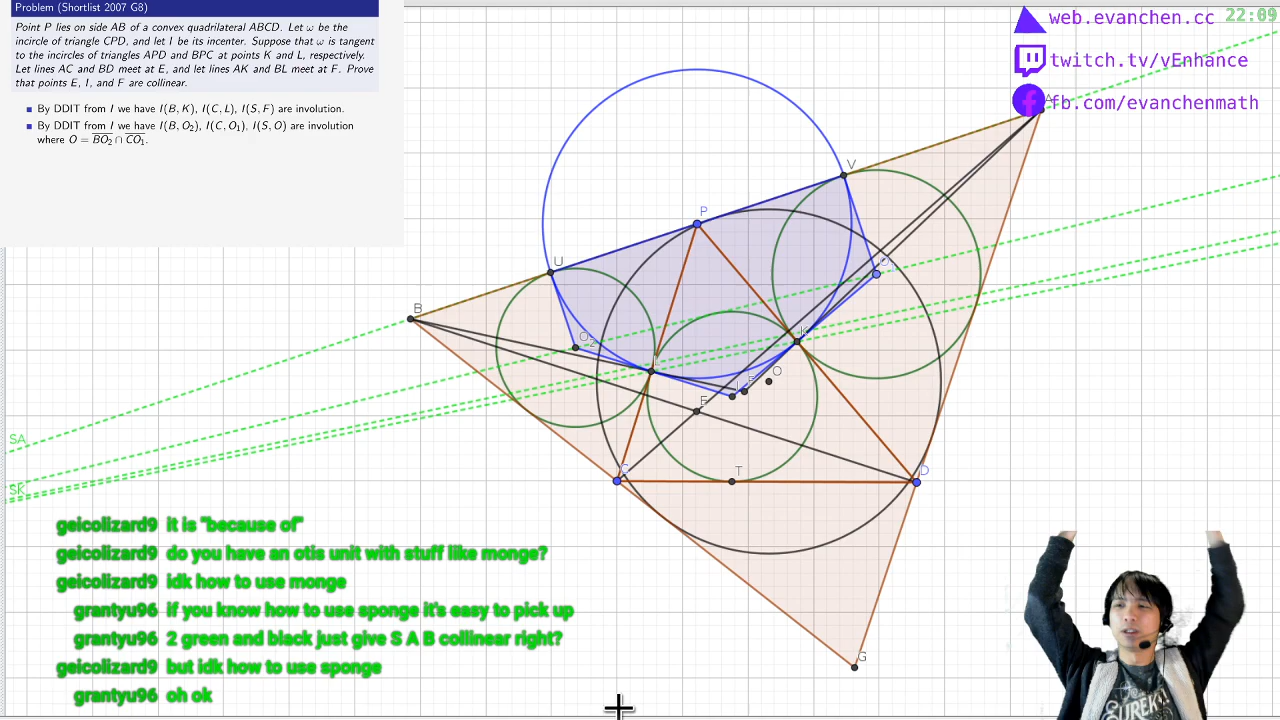 Problem (Shortlist 2007 G8)
Point P lies on side AB of a convex quadrilateral ABCD. Let ω be the
incircle of triangle CPD, and let I be its incenter. Suppose that ω is tangent
to the incircles of triangles APD and BPC at points K and L, respectively.
Let lines AC and BD meet at E, and let lines AK and PL meet at F. Prove
that points E, I, and F are collinear.
By DDIT from I we have I(B, K), I(C, L), I(S, F) are involution
By DDIT from I we have I(B, O₂), I(C, O₁), I(S, O) are involution
where O = BO₂ ∩ CO₁.
web.evanchen.cc
22:09
twitch.tv/vEnhance
fb.com/evanchenmath
V
P
U
B
O₂
K
O
E
T
C
D
G
SA
SK
geicolizard9 it is "because of"
geicolizard9 do you have an otis unit with stuff like monge?
geicolizard9 idk how to use monge
grantyu96 if you know how to use sponge it's easy to pick up
grantyu96 2 green and black just give S A B collinear right?
geicolizard9 but idk how to use sponge
grantyu96 oh ok